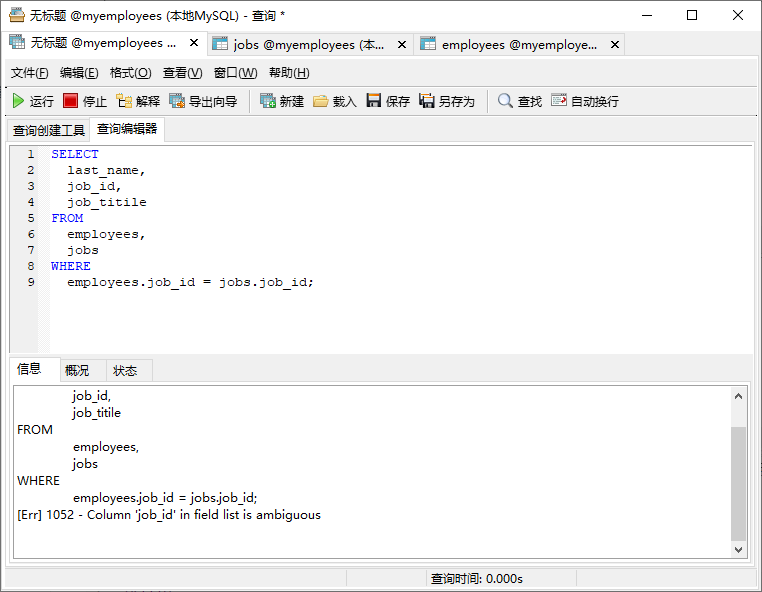 无标题 @myemployees (本地MySQL) - 查询 *
无标题 @myemployees ... jobs @myemployees (本... employees @myemploye...
文件(F) 编辑(E) 格式(O) 查看(V) 窗口(W) 帮助(H)
运行 停止 解释 导出向导 新建 载入 保存 另存为 查找 自动换行
查询创建工具 查询编辑器
1 SELECT
2 last_name,
3 job_id,
4 job_titile
5 FROM
6 employees,
7 jobs
8 WHERE
9 employees.job_id = jobs.job_id;
信息 概况 状态
job_id,
job_titile
FROM
employees,
jobs
WHERE
employees.job_id = jobs.job_id;
[Err] 1052 - Column 'job_id' in field list is ambiguous
查询时间: 0.000s